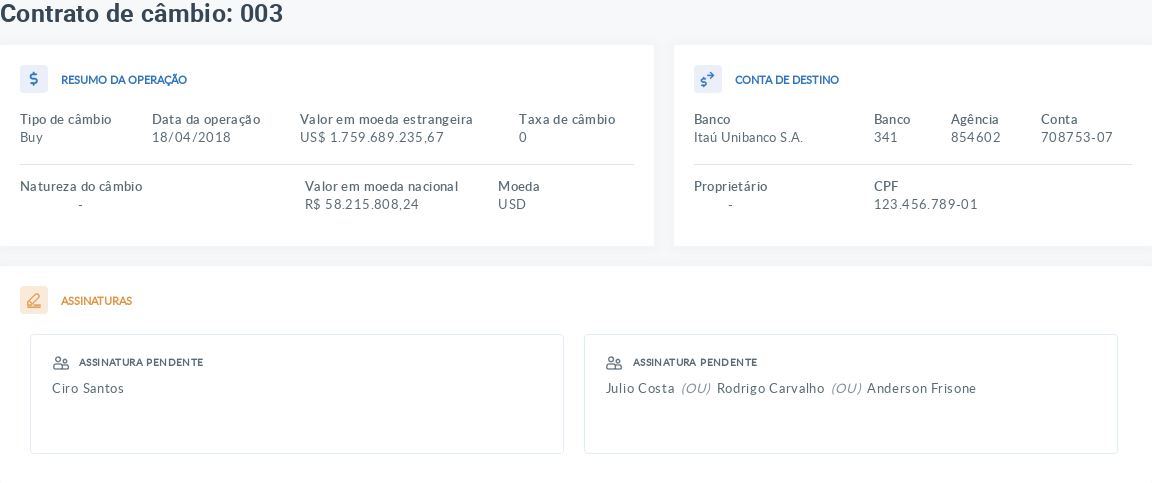 Contrato de câmbio: 003
RESUMO DA OPERAÇÃO
Tipo de câmbio Data da operação Valor em moeda estrangeira Taxa de câmbio
Buy 18/04/2018 US$ 1.759.689.235,67 0
Natureza do câmbio Valor em moeda nacional Moeda
- R$ 58.215.808,24 USD
CONTA DE DESTINO
Banco Banco Agência Conta
Itaú Unibanco S.A. 341 854602 708753-07
Proprietário CPF
- 123.456.789-01
ASSINATURAS
ASSINATURA PENDENTE
Ciro Santos
ASSINATURA PENDENTE
Julio Costa (OU) Rodrigo Carvalho (OU) Anderson Frisone